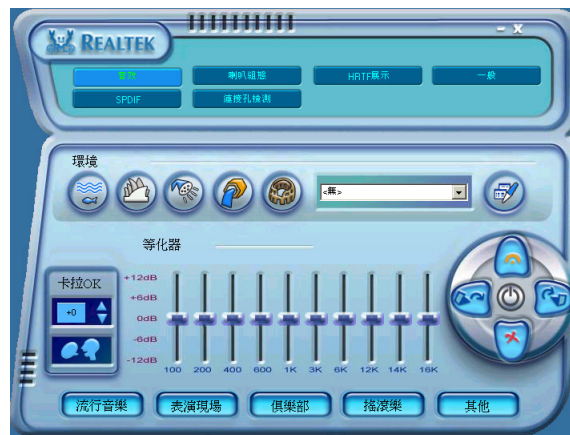 REALTEK
音效 喇叭組態 HRTF展示 一般
SPDIF 連接孔檢測
環境
<無>
等化器
卡拉OK
+0
+12dB
+6dB
0dB
-6dB
-12dB
100 200 400 600 1K 3K 6K 12K 14K 16K
流行音樂 表演現場 俱樂部 搖滾樂 其他